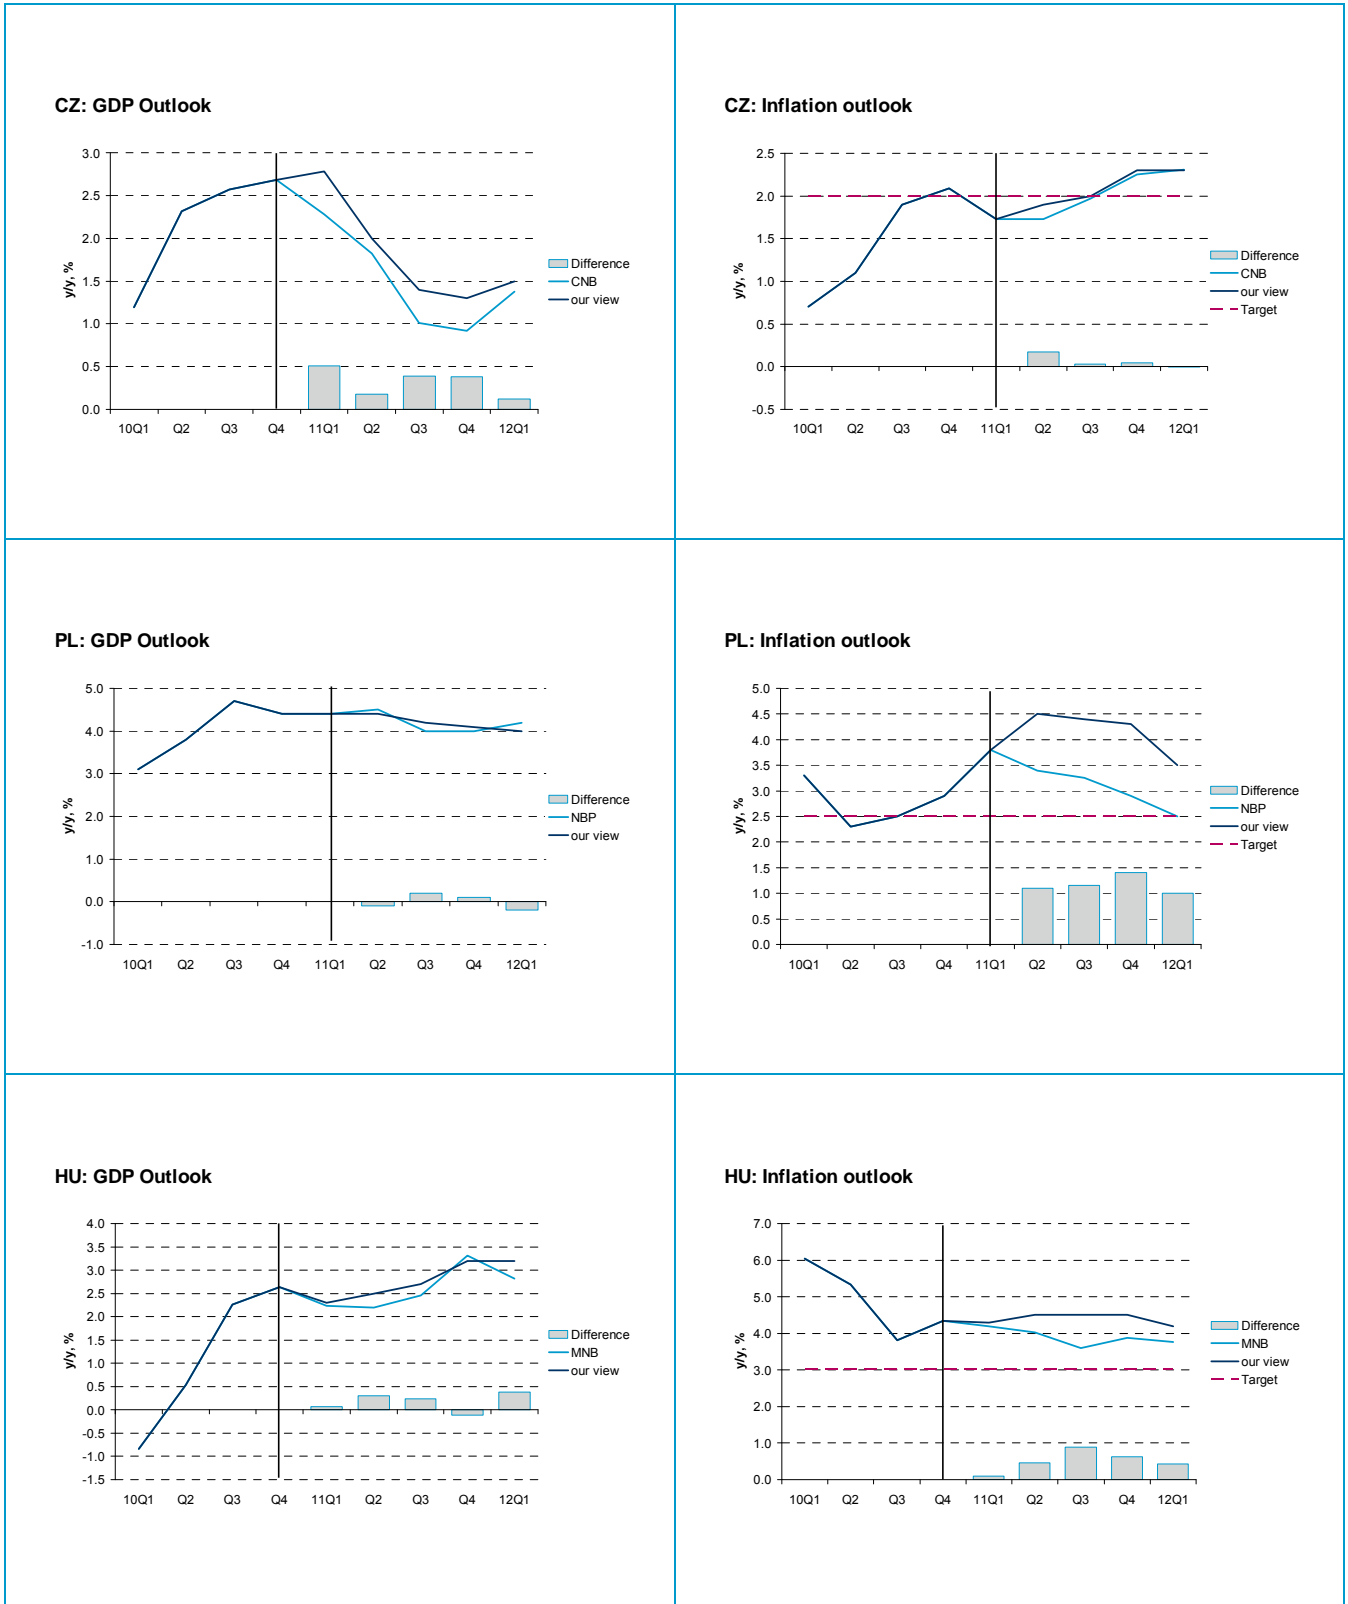 CZ: GDP Outlook
3.0
2.5
2.0
1.5
1.0
0.5
0.0
y/y, %
10Q1 Q2 Q3 Q4 11Q1 Q2 Q3 Q4 12Q1
Difference
CNB
our view
CZ: Inflation outlook
2.5
2.0
1.5
1.0
0.5
0.0
-0.5
y/y, %
10Q1 Q2 Q3 Q4 11Q1 Q2 Q3 Q4 12Q1
Difference
CNB
our view
Target
PL: GDP Outlook
5.0
4.0
3.0
2.0
1.0
0.0
-1.0
y/y, %
10Q1 Q2 Q3 Q4 11Q1 Q2 Q3 Q4 12Q1
Difference
NBP
our view
PL: Inflation outlook
5.0
4.5
4.0
3.5
3.0
2.5
2.0
1.5
1.0
0.5
0.0
y/y, %
10Q1 Q2 Q3 Q4 11Q1 Q2 Q3 Q4 12Q1
Difference
NBP
our view
Target
HU: GDP Outlook
4.0
3.5
3.0
2.5
2.0
1.5
1.0
0.5
0.0
-0.5
-1.0
-1.5
y/y, %
10Q1 Q2 Q3 Q4 11Q1 Q2 Q3 Q4 12Q1
Difference
MNB
our view
HU: Inflation outlook
7.0
6.0
5.0
4.0
3.0
2.0
1.0
0.0
y/y, %
10Q1 Q2 Q3 Q4 11Q1 Q2 Q3 Q4 12Q1
Difference
MNB
our view
Target